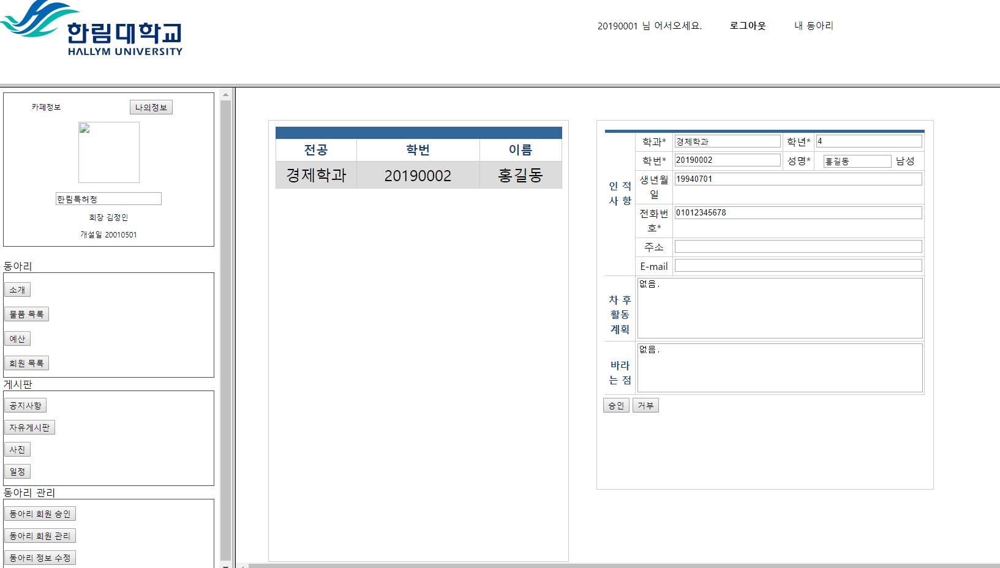 한림대학교
HALLYM UNIVERSITY
20190001 님 어서오세요. 로그아웃 내 동아리
카페정보 나의정보
한림특허청
회장 김정인
개설일 20010501
동아리
소개
물품 목록
예산
회원 목록
게시판
공지사항
자유게시판
사진
일정
동아리 관리
동아리 회원 승인
동아리 회원 관리
동아리 정보 수정
전공 학번 이름
경제학과 20190002 홍길동
인 적
사 항
학과* 경제학과 학년* 4
학번* 20190002 성명* 홍길동 남성
생년월
일
19940701
전화번
호*
01012345678
주소
E-mail
차 후
활동
계획
없음.
바라
는 점
없음.
승인 거부